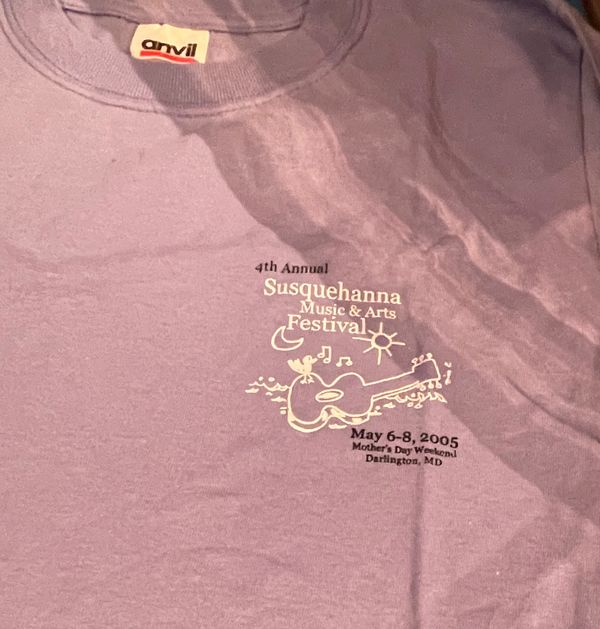 anvil
4th Annual
Susquehanna
Music & Arts
Festival
May 6-8, 2005
Mother's Day Weekend
Darlington, MD